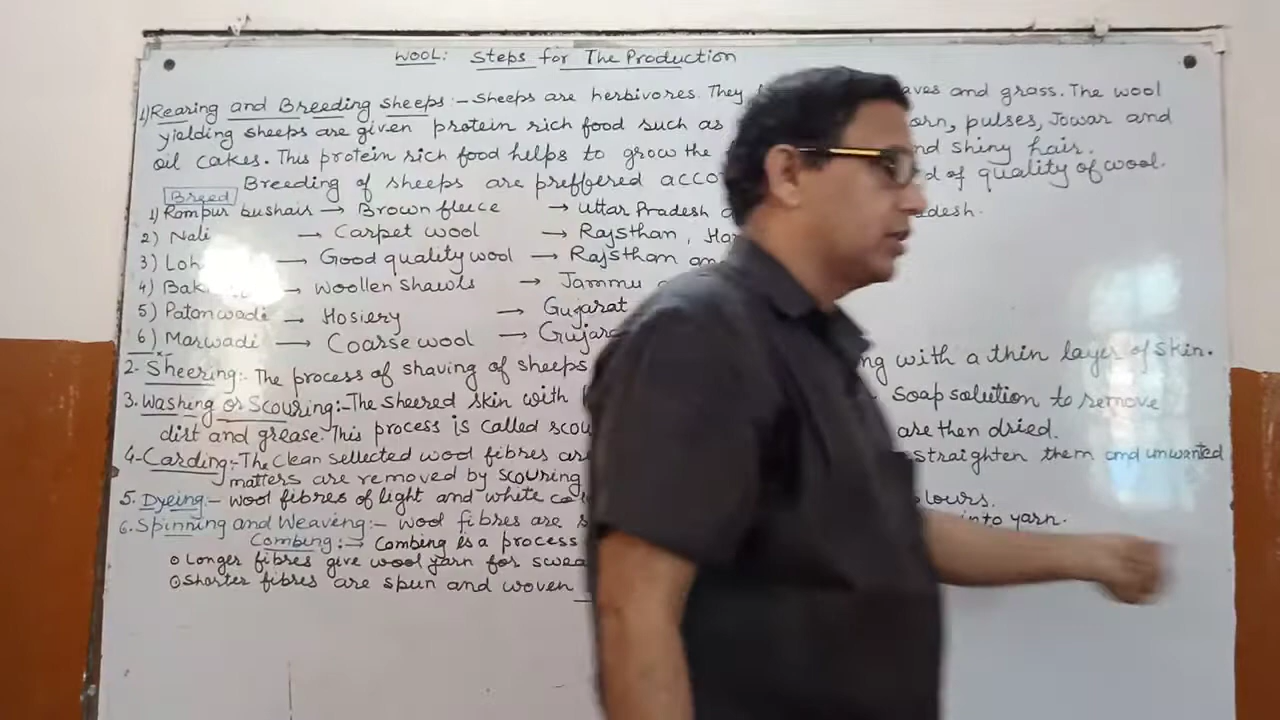 WOOL: Steps for The Production
1) Rearing and Breeding sheeps:- Sheeps are herbivores. They aves and grass. The wool
yielding sheeps are given protein rich food such as orn, pulses, Jowar and
oil cakes. This protein rich food helps to grow the nd shiny hair.
Breeding of sheeps are preffered acco d of quality of wool.
Breed
1) Rampur bushair → Brown fleece → Uttar Pradesh adesh.
2) Nali → Carpet wool → Rajsthan, Har
3) Loh → Good quality wool → Rajsthan and
4) Bak → Woollen shawls → Jammu
5) Patanwadi → Hosiery → Gujarat
6) Marwadi → Coarse wool → Gujara
2. Sheering:- The process of shaving of sheeps ng with a thin layer of skin.
3. Washing or Scouring:- The sheered skin with soap solution to remove
dirt and grease. This process is called scou are then dried.
4- Carding:- The clean sellected wool fibres are straighten them and unwanted
matters are removed by scouring
5. Dyeing:- wool fibres of light and white co lours.
6. Spinning and Weaving:- wool fibres are s into yarn.
Combing:→ Combing is a process
Longer fibres give wool yarn for swea
Shorter fibres are spun and woven